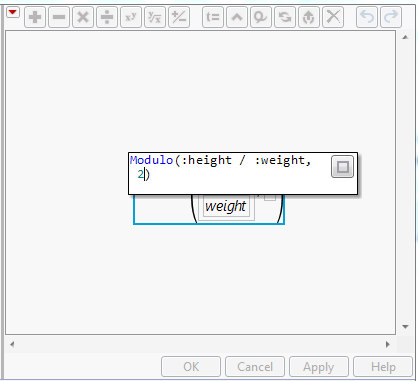 Modulo(:height / :weight,
2)
weight
OK Cancel Apply Help